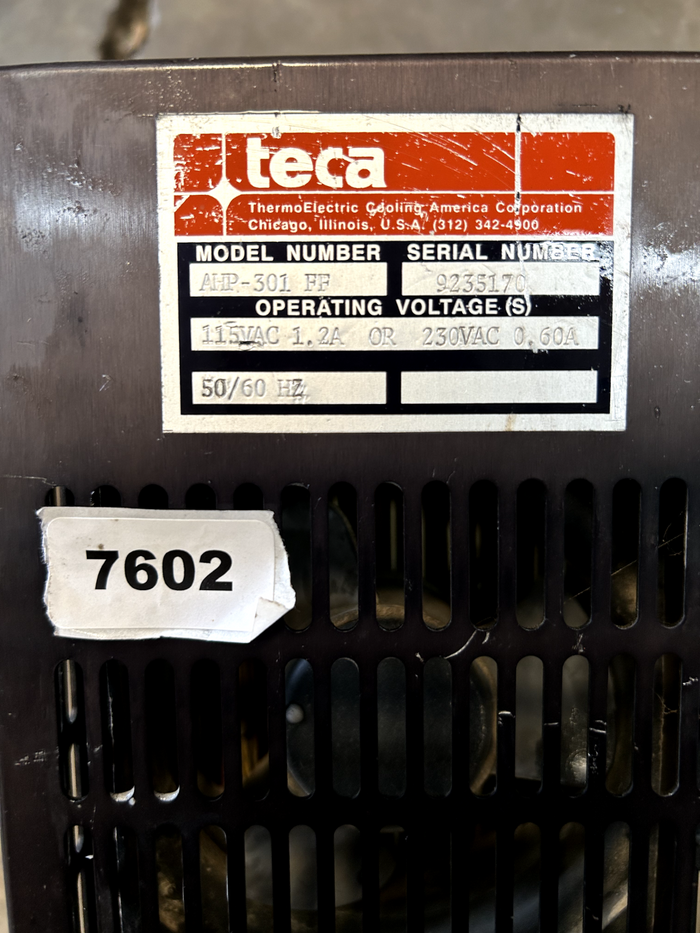 teca
ThermoElectric Cooling America Corporation
Chicago, Illinois, U.S.A. (312) 342-4900
MODEL NUMBER SERIAL NUMBER
AHP-301 FF 9235170
OPERATING VOLTAGE (S)
115VAC 1.2A OR 230VAC 0.60A
50/60 HZ
7602